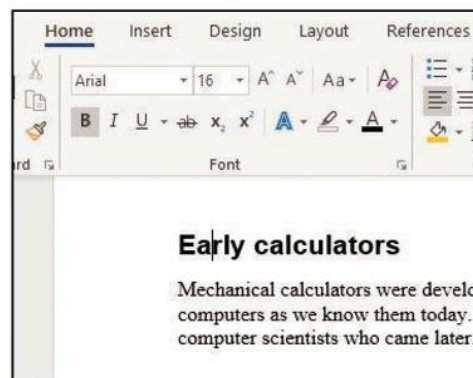 Home Insert Design Layout References
Arial 16 A A Aa A
B I U ab x₂ x² A A
rd Font
Early calculators
Mechanical calculators were develo
computers as we know them today.
computer scientists who came later.